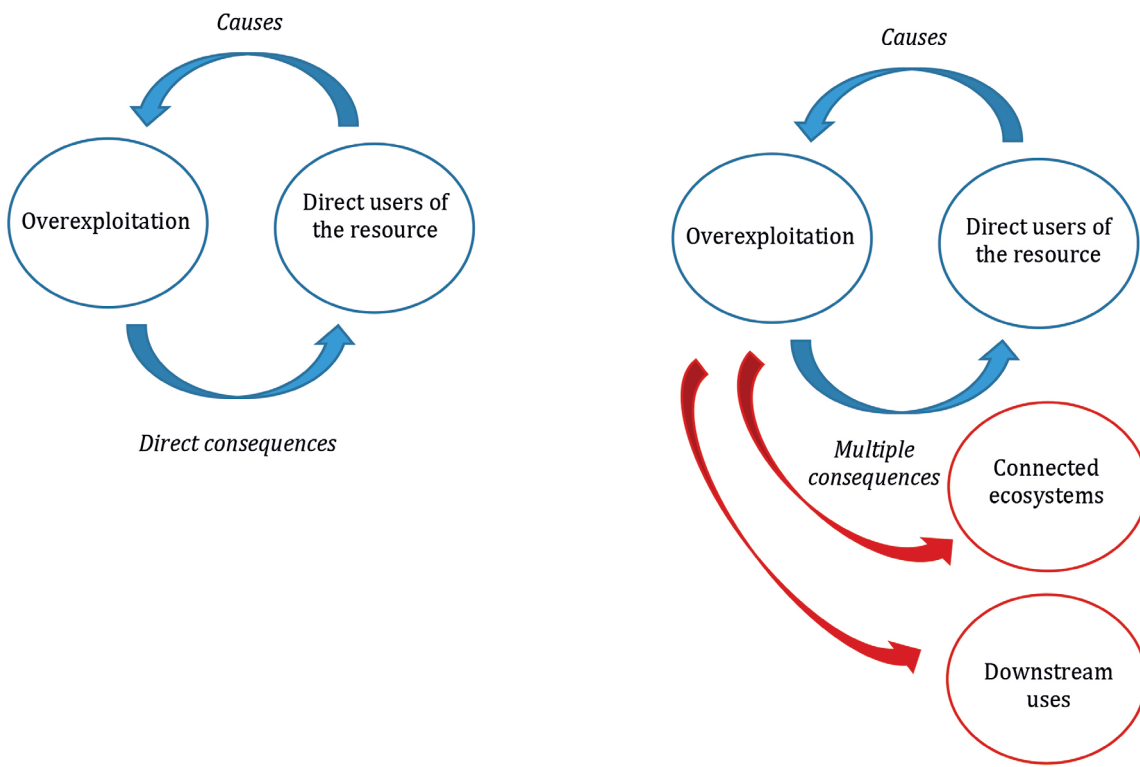 Causes
Overexploitation
Direct users of
the resource
Direct consequences
Causes
Overexploitation
Direct users of
the resource
Multiple
consequences
Connected
ecosystems
Downstream
uses